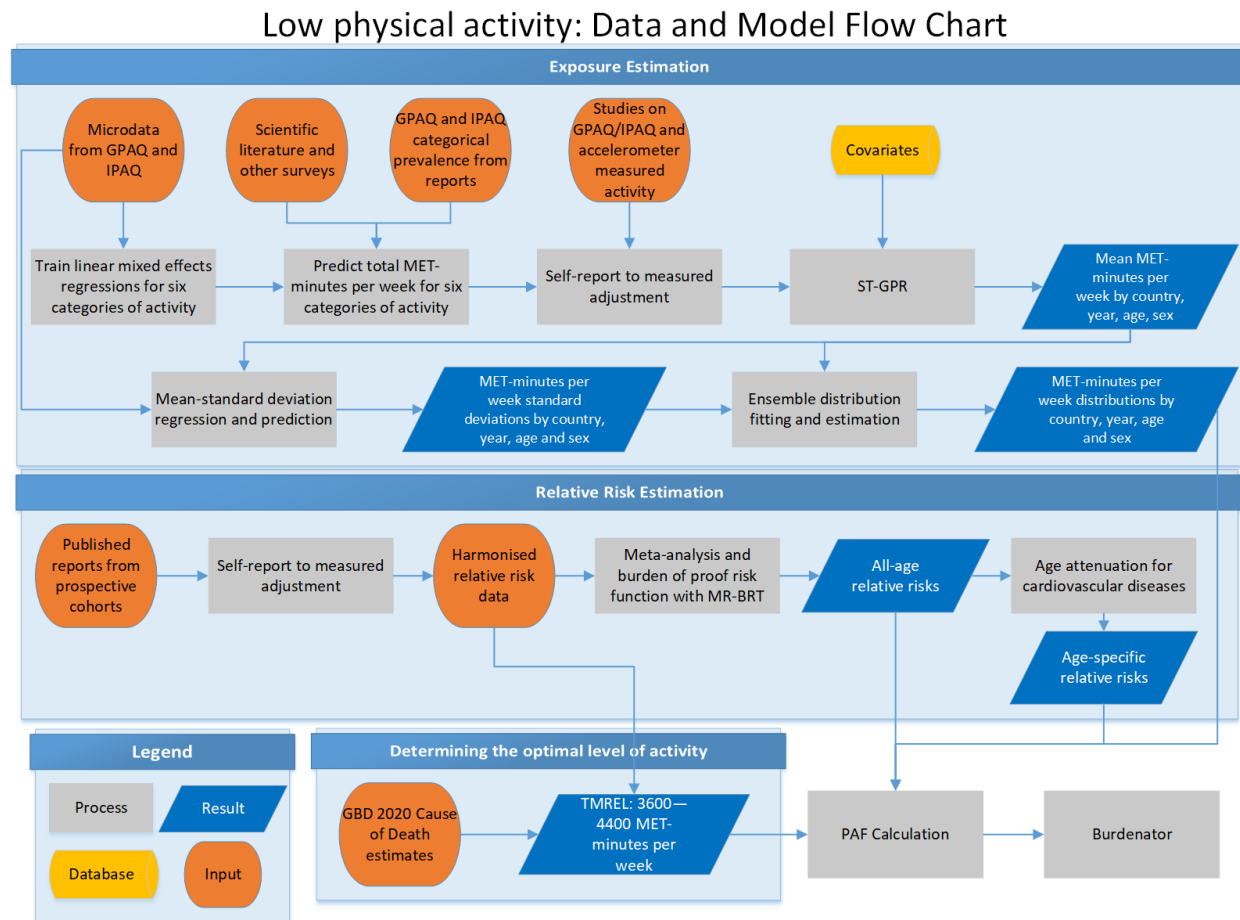 Low physical activity: Data and Model Flow Chart
Exposure Estimation
Microdata
from GPAQ and
IPAQ
Scientific
literature and
other surveys
GPAQ and IPAQ
categorical
prevalence from
reports
Studies on
GPAQ/IPAQ and
accelerometer
measured
activity
Covariates
Train linear mixed effects
regressions for six
categories of activity
Predict total MET-
minutes per week for six
categories of activity
Self-report to measured
adjustment
ST-GPR
Mean MET-
minutes per
week by country,
year, age, sex
Mean-standard deviation
regression and prediction
MET-minutes per
week standard
deviations by country,
year, age and sex
Ensemble distribution
fitting and estimation
MET-minutes per
week distributions by
country, year, age
and sex
Relative Risk Estimation
Published
reports from
prospective
cohorts
Self-report to measured
adjustment
Harmonised
relative risk
data
Meta-analysis and
burden of proof risk
function with MR-BRT
All-age
relative risks
Age attenuation for
cardiovascular diseases
Age-specific
relative risks
Legend
Process
Result
Database
Input
Determining the optimal level of activity
GBD 2020 Cause
of Death
estimates
TMREL: 3600—
4400 MET-
minutes per
week
PAF Calculation
Burdenator